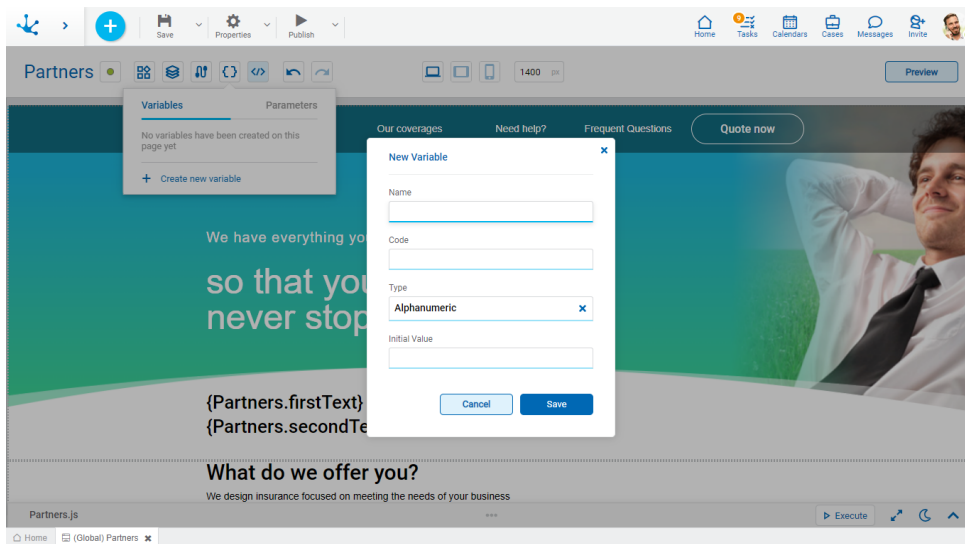 Save
Properties
Publish
Home
9
Tasks
Calendars
Cases
Messages
Invite
Partners
1400 px
Preview
Variables
Parameters
No variables have been created on this
page yet
+ Create new variable
Our coverages
Need help?
Frequent Questions
Quote now
New Variable
Name
Code
Type
Alphanumeric
Initial Value
Cancel
Save
We have everything yo
so that you
never stop
{Partners.firstText}
{Partners.secondTe
What do we offer you?
We design insurance focused on meeting the needs of your business
Partners.js
Execute
Home
(Global) Partners